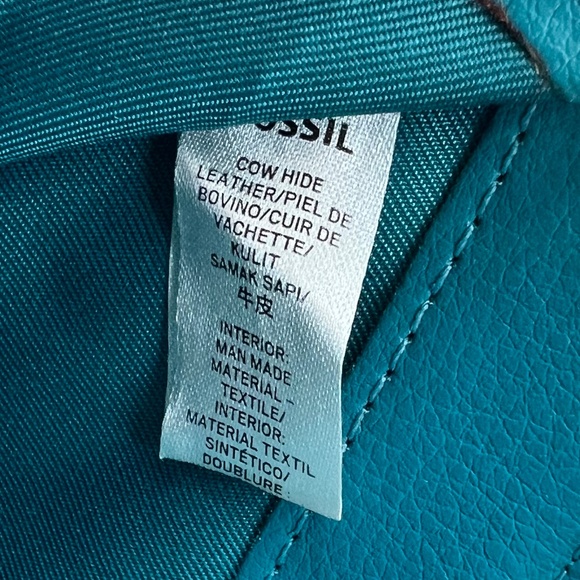 FOSSIL
COW HIDE
LEATHER/PIEL DE
BOVINO/CUIR DE
VACHETTE/
KULIT
SAMAK SAPI/
牛皮
INTERIOR:
MAN MADE
MATERIAL -
TEXTILE/
INTERIOR:
MATERIAL TEXTIL
SINTÉTICO/
DOUBLURE :